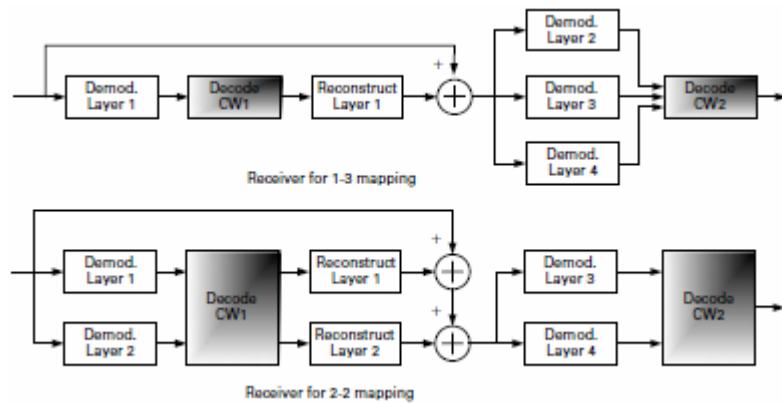 Demod.
Layer 2
+
Demod.
Layer 1
Decode
CW1
Reconstruct
Layer 1
Demod.
Layer 3
Decode
CW2
Demod.
Layer 4
Receiver for 1-3 mapping
+
Demod.
Layer 1
Reconstruct
Layer 1
Demod.
Layer 3
Decode
CW1
+
Decode
CW2
Demod.
Layer 2
Reconstruct
Layer 2
Demod.
Layer 4
Receiver for 2-2 mapping